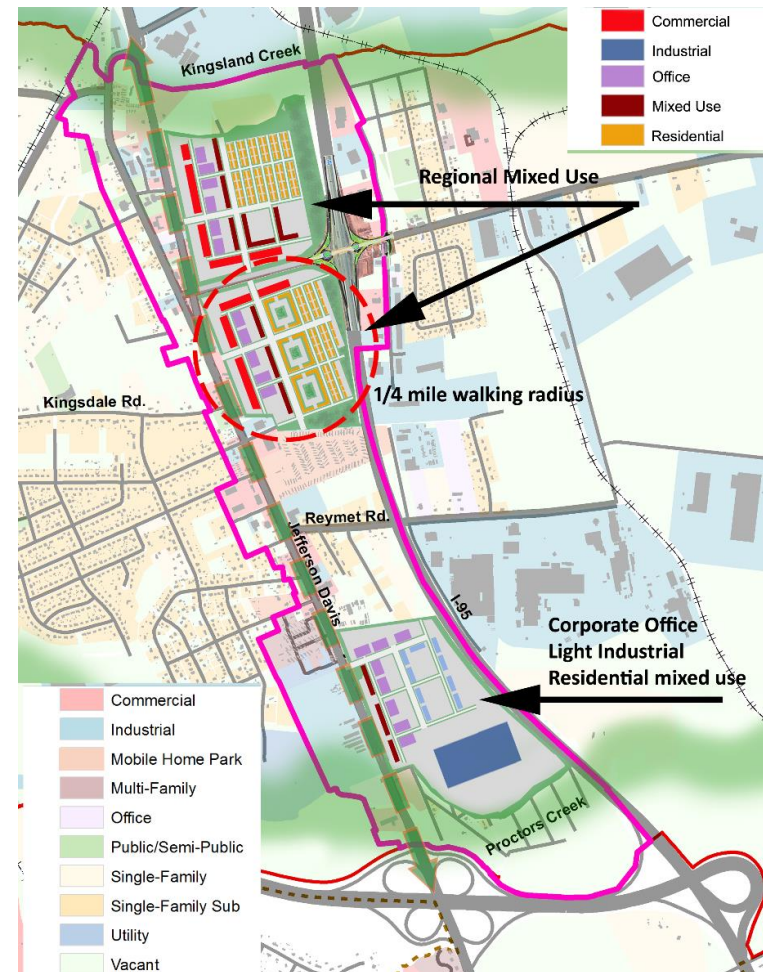 Commercial
Industrial
Office
Mixed Use
Residential
Kingsland Creek
Regional Mixed Use
1/4 mile walking radius
Kingsdale Rd.
Reymet Rd.
Jefferson Davis
I-95
Corporate Office
Light Industrial
Residential mixed use
Proctors Creek
Commercial
Industrial
Mobile Home Park
Multi-Family
Office
Public/Semi-Public
Single-Family
Single-Family Sub
Utility
Vacant